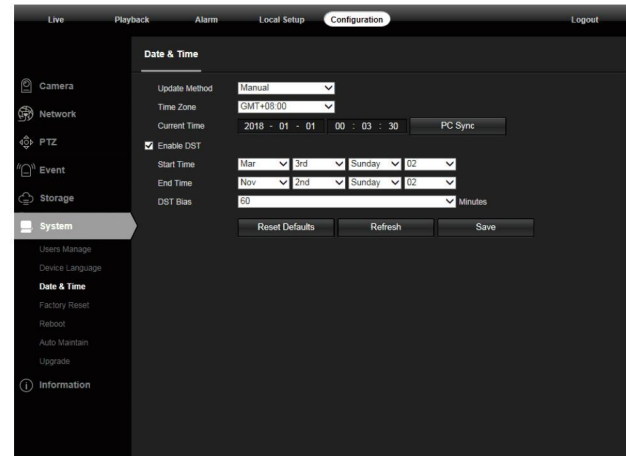 Live Playback Alarm Local Setup Configuration Logout
Date & Time
Camera
Network
PTZ
Event
Storage
System
Users Manage
Device Language
Date & Time
Factory Reset
Reboot
Auto Maintain
Upgrade
Information
Update Method Manual
Time Zone GMT+08:00
Current Time 2018 - 01 - 01 00 : 03 : 30 PC Sync
Enable DST
Start Time Mar 3rd Sunday 02
End Time Nov 2nd Sunday 02
DST Bias 60 Minutes
Reset Defaults Refresh Save